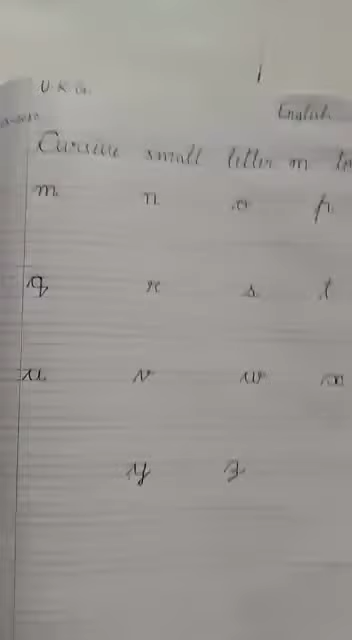 U.K.G.
English
Cursive small letter m to
m n o p
q r s t
u v w x
y z